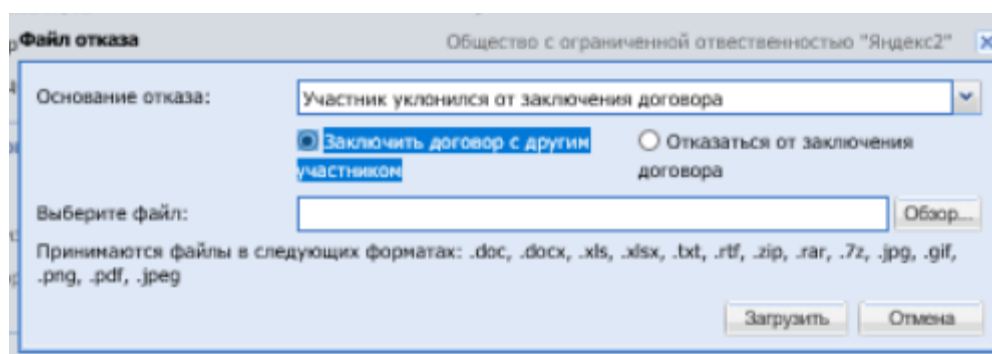 Файл отказа Общество с ограниченной отвественностью "Яндекс2"
Основание отказа: Участник уклонился от заключения договора
Заключить договор с другим участником
Отказаться от заключения договора
Выберите файл: Обзор...
Принимаются файлы в следующих форматах: .doc, .docx, .xls, .xlsx, .txt, .rtf, .zip, .rar, .7z, .jpg, .gif,
.png, .pdf, .jpeg
Загрузить Отмена